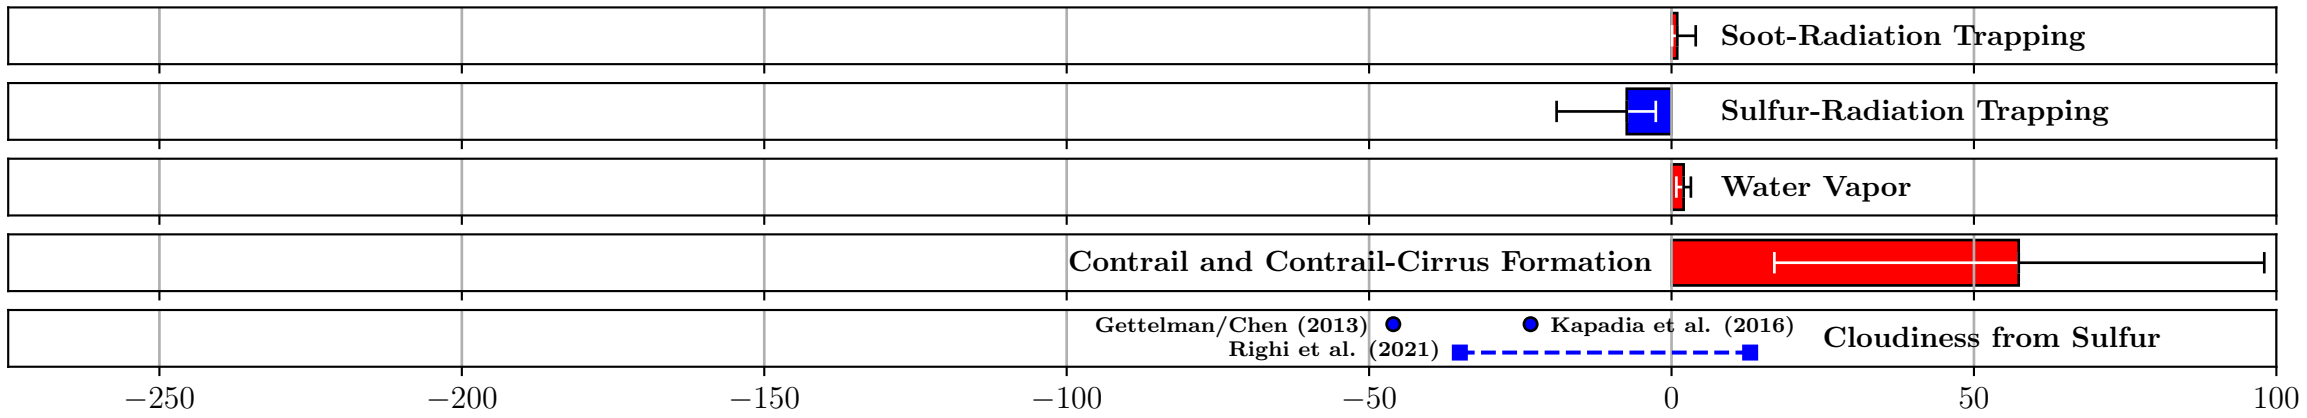 Soot-Radiation Trapping
Sulfur-Radiation Trapping
Water Vapor
Contrail and Contrail-Cirrus Formation
Gettelman/Chen (2013)
Kapadia et al. (2016)
Righi et al. (2021)
Cloudiness from Sulfur
−250 −200 −150 −100 −50 0 50 100